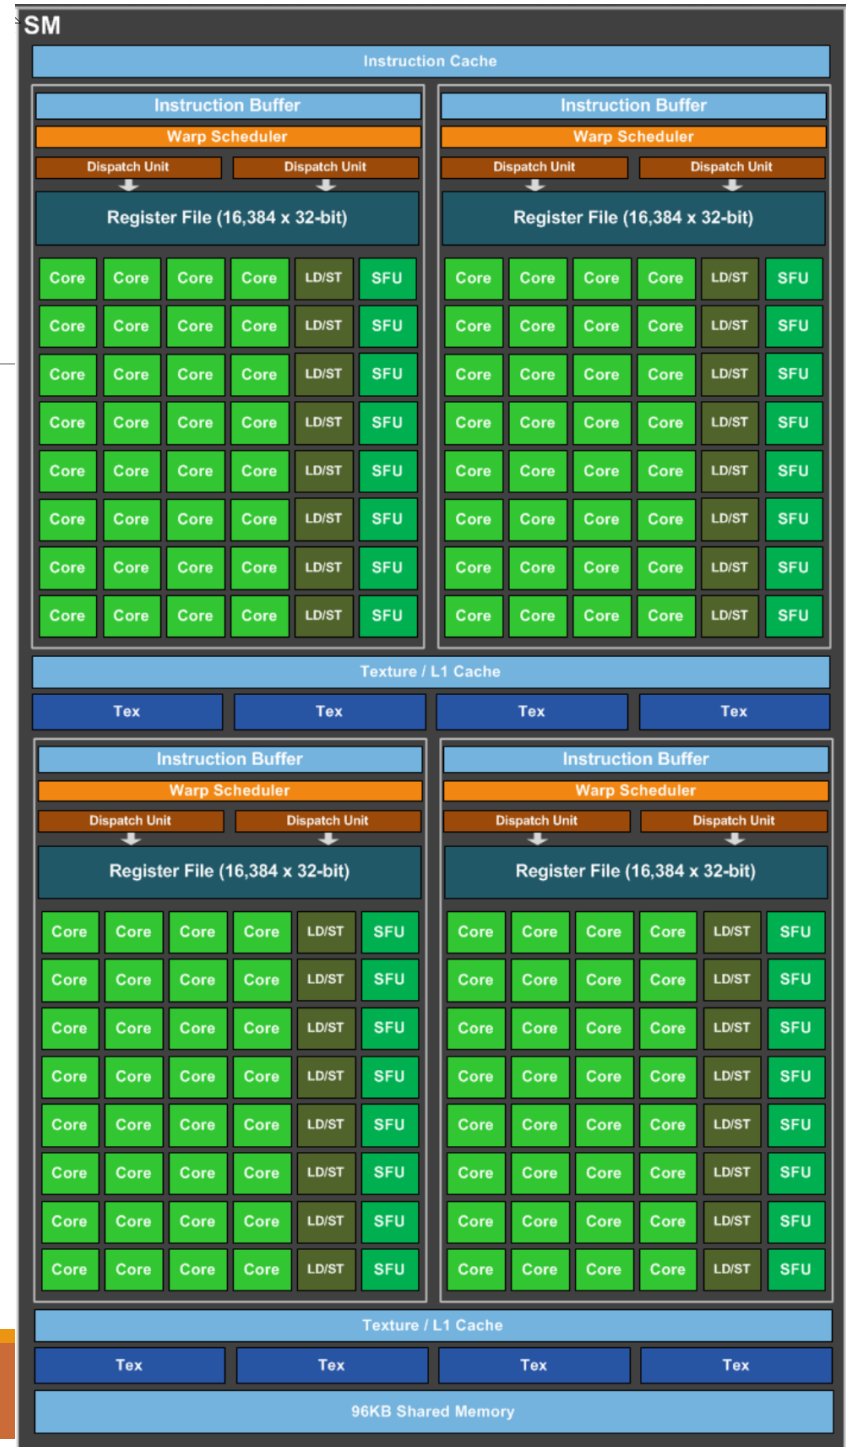 SM
Instruction Cache
Instruction Buffer Instruction Buffer
Warp Scheduler Warp Scheduler
Dispatch Unit Dispatch Unit Dispatch Unit Dispatch Unit
Register File (16,384 x 32-bit) Register File (16,384 x 32-bit)
Core Core Core Core LD/ST SFU Core Core Core Core LD/ST SFU
Core Core Core Core LD/ST SFU Core Core Core Core LD/ST SFU
Core Core Core Core LD/ST SFU Core Core Core Core LD/ST SFU
Core Core Core Core LD/ST SFU Core Core Core Core LD/ST SFU
Core Core Core Core LD/ST SFU Core Core Core Core LD/ST SFU
Core Core Core Core LD/ST SFU Core Core Core Core LD/ST SFU
Core Core Core Core LD/ST SFU Core Core Core Core LD/ST SFU
Core Core Core Core LD/ST SFU Core Core Core Core LD/ST SFU
Texture / L1 Cache
Tex Tex Tex Tex
Instruction Buffer Instruction Buffer
Warp Scheduler Warp Scheduler
Dispatch Unit Dispatch Unit Dispatch Unit Dispatch Unit
Register File (16,384 x 32-bit) Register File (16,384 x 32-bit)
Core Core Core Core LD/ST SFU Core Core Core Core LD/ST SFU
Core Core Core Core LD/ST SFU Core Core Core Core LD/ST SFU
Core Core Core Core LD/ST SFU Core Core Core Core LD/ST SFU
Core Core Core Core LD/ST SFU Core Core Core Core LD/ST SFU
Core Core Core Core LD/ST SFU Core Core Core Core LD/ST SFU
Core Core Core Core LD/ST SFU Core Core Core Core LD/ST SFU
Core Core Core Core LD/ST SFU Core Core Core Core LD/ST SFU
Core Core Core Core LD/ST SFU Core Core Core Core LD/ST SFU
Texture / L1 Cache
Tex Tex Tex Tex
96KB Shared Memory